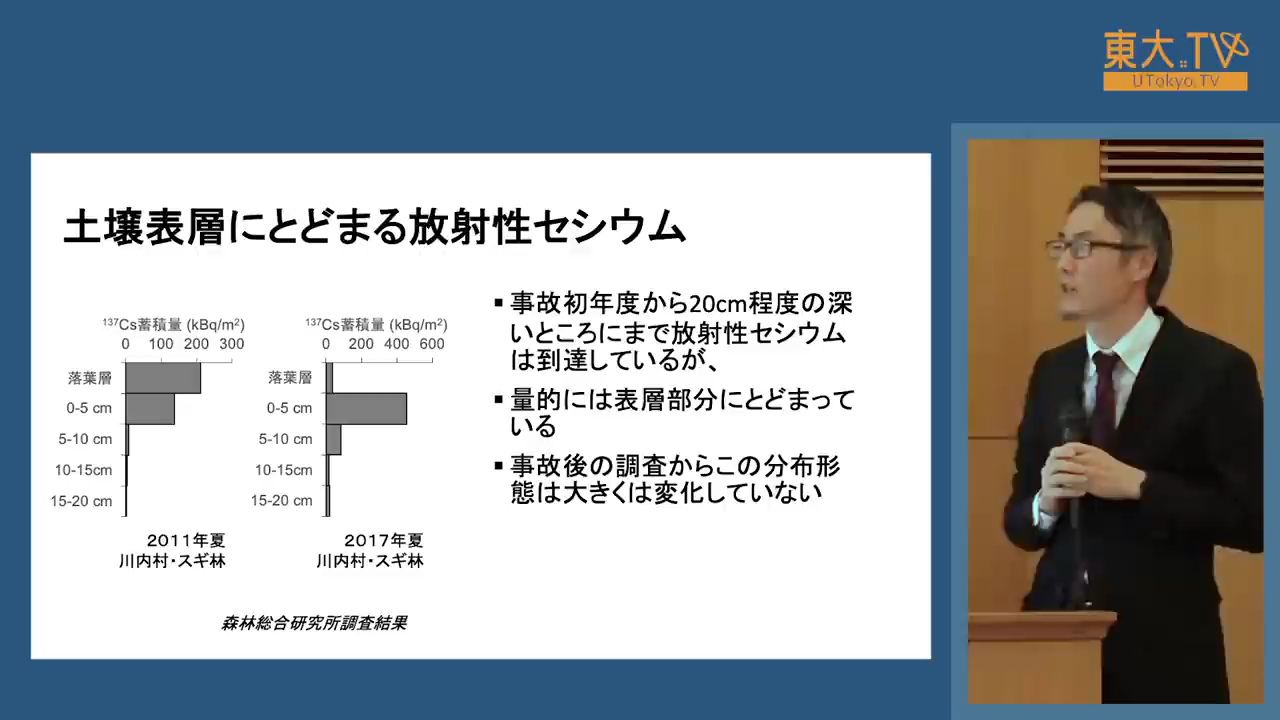 東大TV
UTokyo.TV
土壌表層にとどまる放射性セシウム
137Cs蓄積量 (kBq/m2)
0 100 200 300
落葉層
0-5 cm
5-10 cm
10-15cm
15-20 cm
2011年夏
川内村・スギ林
137Cs蓄積量 (kBq/m2)
0 200 400 600
落葉層
0-5 cm
5-10 cm
10-15cm
15-20 cm
2017年夏
川内村・スギ林
森林総合研究所調査結果
▪事故初年度から20cm程度の深
いところにまで放射性セシウム
は到達しているが、
▪量的には表層部分にとどまって
いる
▪事故後の調査からこの分布形
態は大きくは変化していない